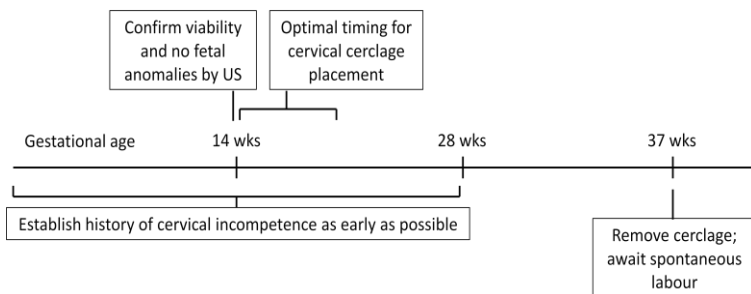 Confirm viability
and no fetal
anomalies by US
Optimal timing for
cervical cerclage
placement
Gestational age
14 wks
28 wks
37 wks
Establish history of cervical incompetence as early as possible
Remove cerclage;
await spontaneous
labour